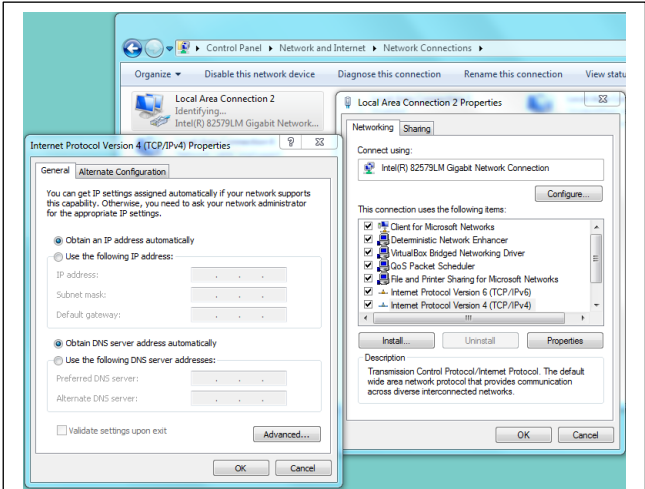 Control Panel ▸ Network and Internet ▸ Network Connections ▸
Organize Disable this network device Diagnose this connection Rename this connection View statu
Local Area Connection 2
Identifying...
Intel(R) 82579LM Gigabit Network...
Local Area Connection 2 Properties
Networking Sharing
Connect using:
Intel(R) 82579LM Gigabit Network Connection
Configure...
This connection uses the following items:
Client for Microsoft Networks
Deterministic Network Enhancer
VirtualBox Bridged Networking Driver
QoS Packet Scheduler
File and Printer Sharing for Microsoft Networks
Internet Protocol Version 6 (TCP/IPv6)
Internet Protocol Version 4 (TCP/IPv4)
Install... Uninstall Properties
Description
Transmission Control Protocol/Internet Protocol. The default
wide area network protocol that provides communication
across diverse interconnected networks.
OK Cancel
Internet Protocol Version 4 (TCP/IPv4) Properties
General Alternate Configuration
You can get IP settings assigned automatically if your network supports
this capability. Otherwise, you need to ask your network administrator
for the appropriate IP settings.
Obtain an IP address automatically
Use the following IP address:
IP address:
Subnet mask:
Default gateway:
Obtain DNS server address automatically
Use the following DNS server addresses:
Preferred DNS server:
Alternate DNS server:
Validate settings upon exit
Advanced...
OK Cancel